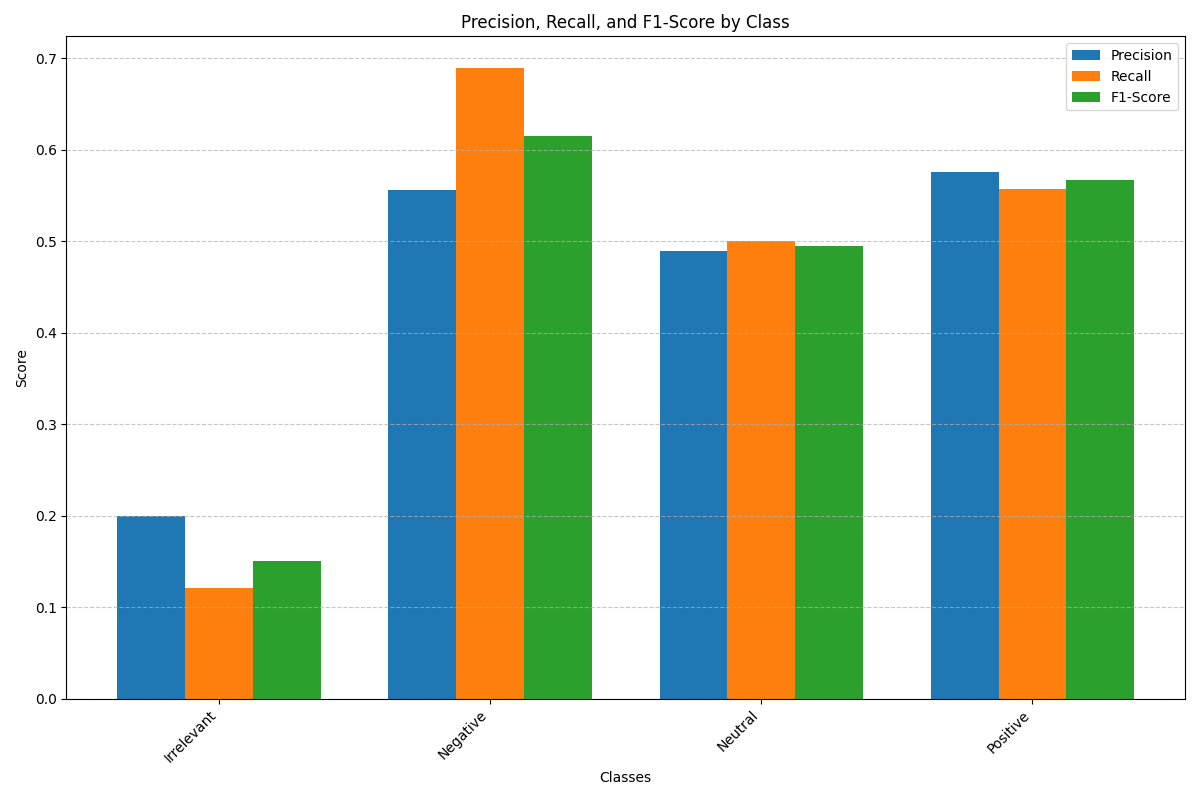 Precision, Recall, and F1-Score by Class
Precision
Recall
F1-Score
Score
0.7
0.6
0.5
0.4
0.3
0.2
0.1
0.0
Irrelevant
Negative
Neutral
Positive
Classes